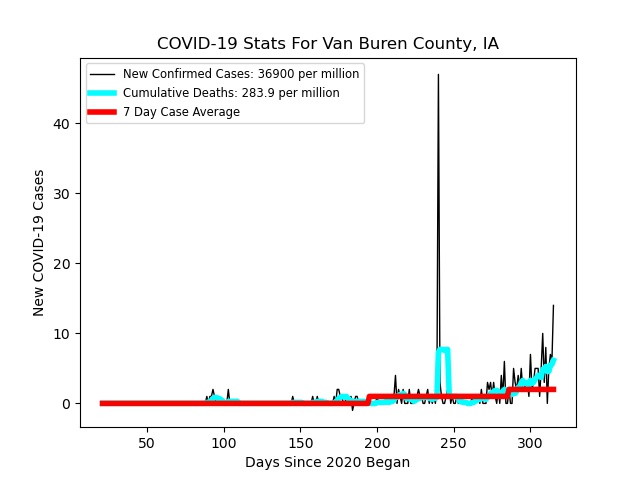 COVID-19 Stats For Van Buren County, IA
New Confirmed Cases: 36900 per million
Cumulative Deaths: 283.9 per million
7 Day Case Average
New COVID-19 Cases
40
30
20
10
0
50 100 150 200 250 300
Days Since 2020 Began